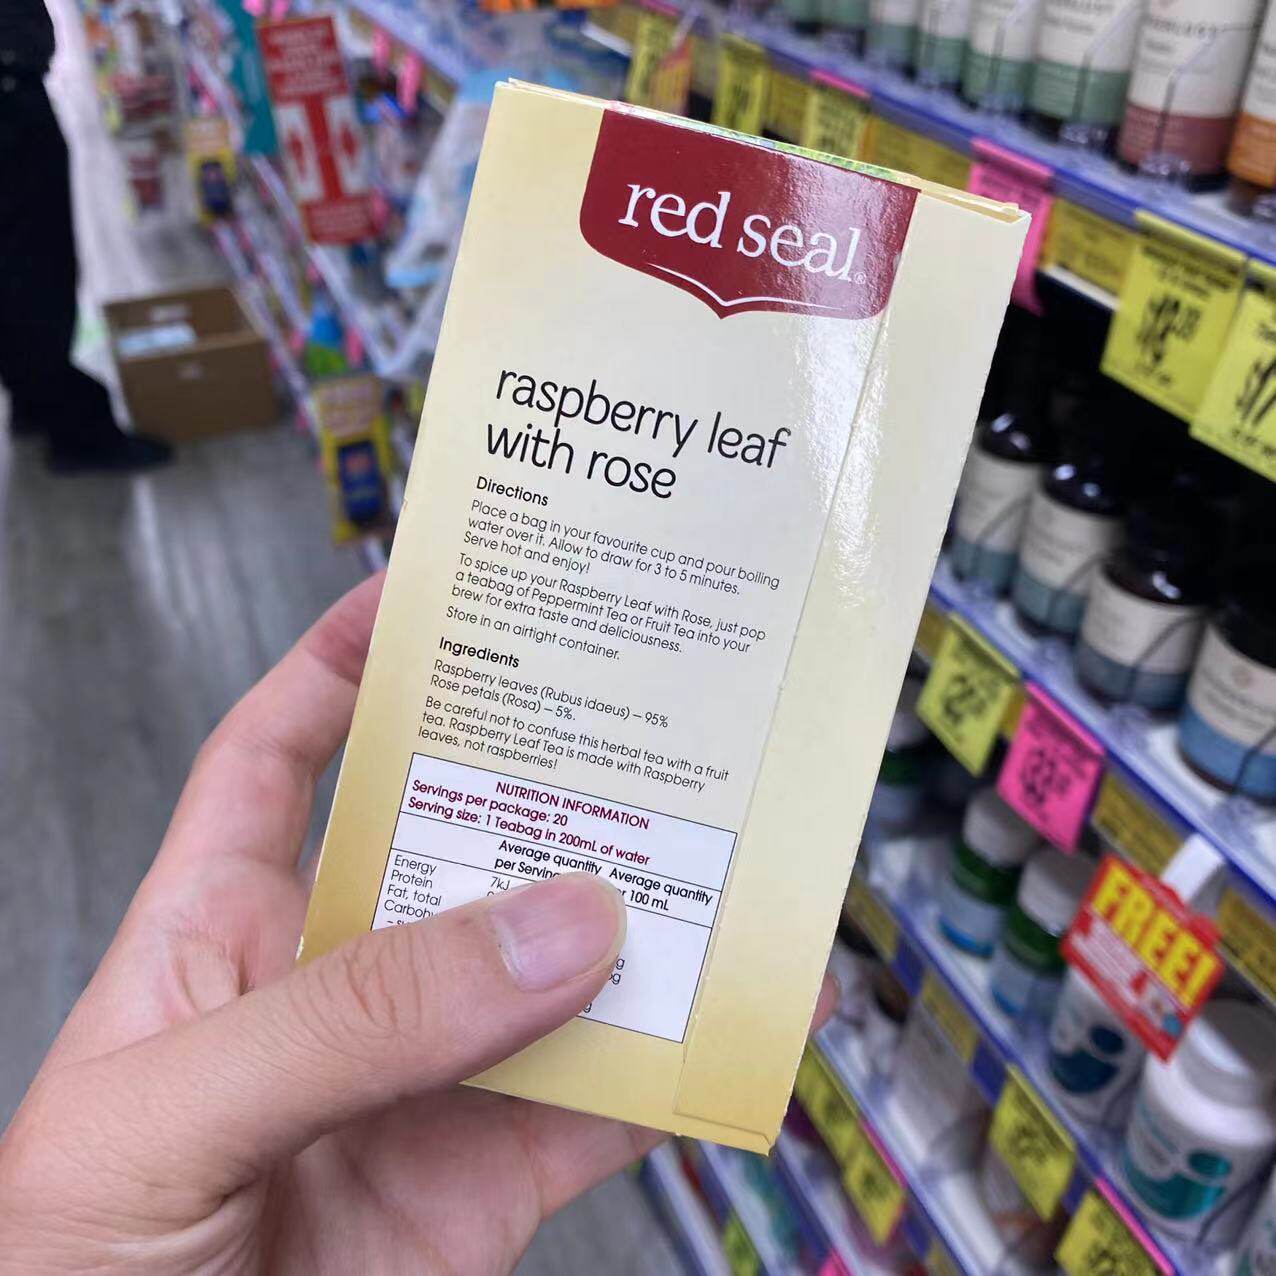 red seal®
raspberry leaf
with rose
Directions
Place a bag in your favourite cup and pour boiling
water over it. Allow to draw for 3 to 5 minutes.
Serve hot and enjoy!
To spice up your Raspberry Leaf with Rose, just pop
a teabag of Peppermint Tea or Fruit Tea into your
brew for extra taste and deliciousness.
Store in an airtight container.
Ingredients
Raspberry leaves (Rubus idaeus) – 95%
Rose petals (Rosa) – 5%.
Be careful not to confuse this herbal tea with a fruit
tea. Raspberry Leaf Tea is made with Raspberry
leaves, not raspberries!
NUTRITION INFORMATION
Servings per package: 20
Serving size: 1 Teabag in 200mL of water
Average quantity Average quantity
per Serving 100 mL
Energy 7kJ
Protein
Fat, total
g
g
g
FREE!